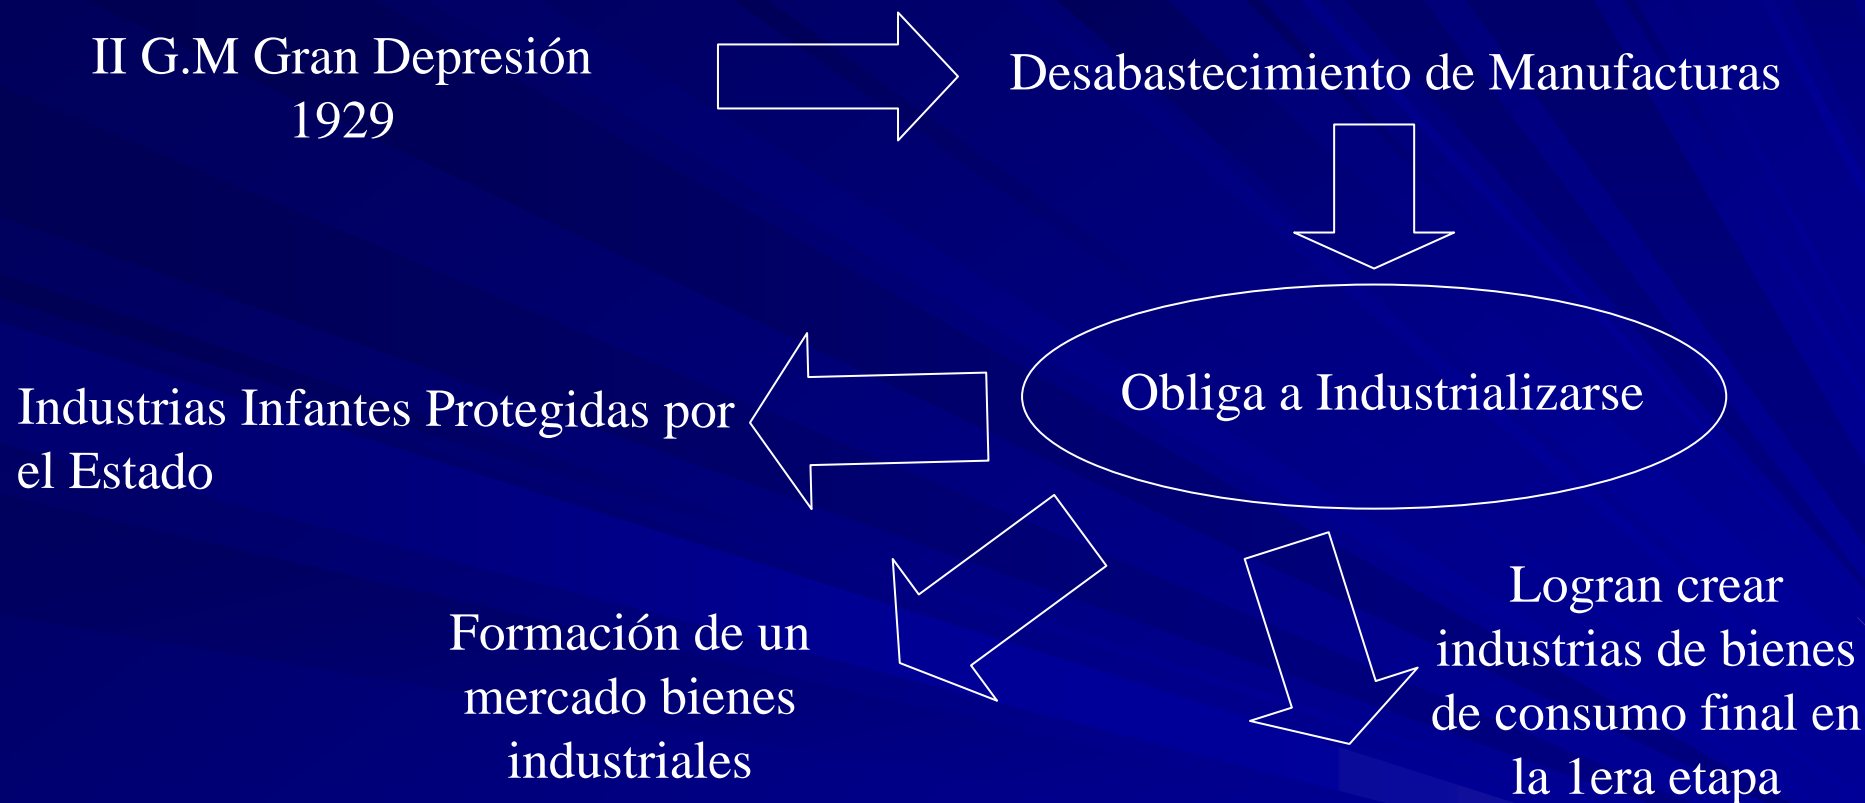 II G.M Gran Depresión
1929
Desabastecimiento de Manufacturas
Obliga a Industrializarse
Industrias Infantes Protegidas por
el Estado
Formación de un
mercado bienes
industriales
Logran crear
industrias de bienes
de consumo final en
la 1era etapa